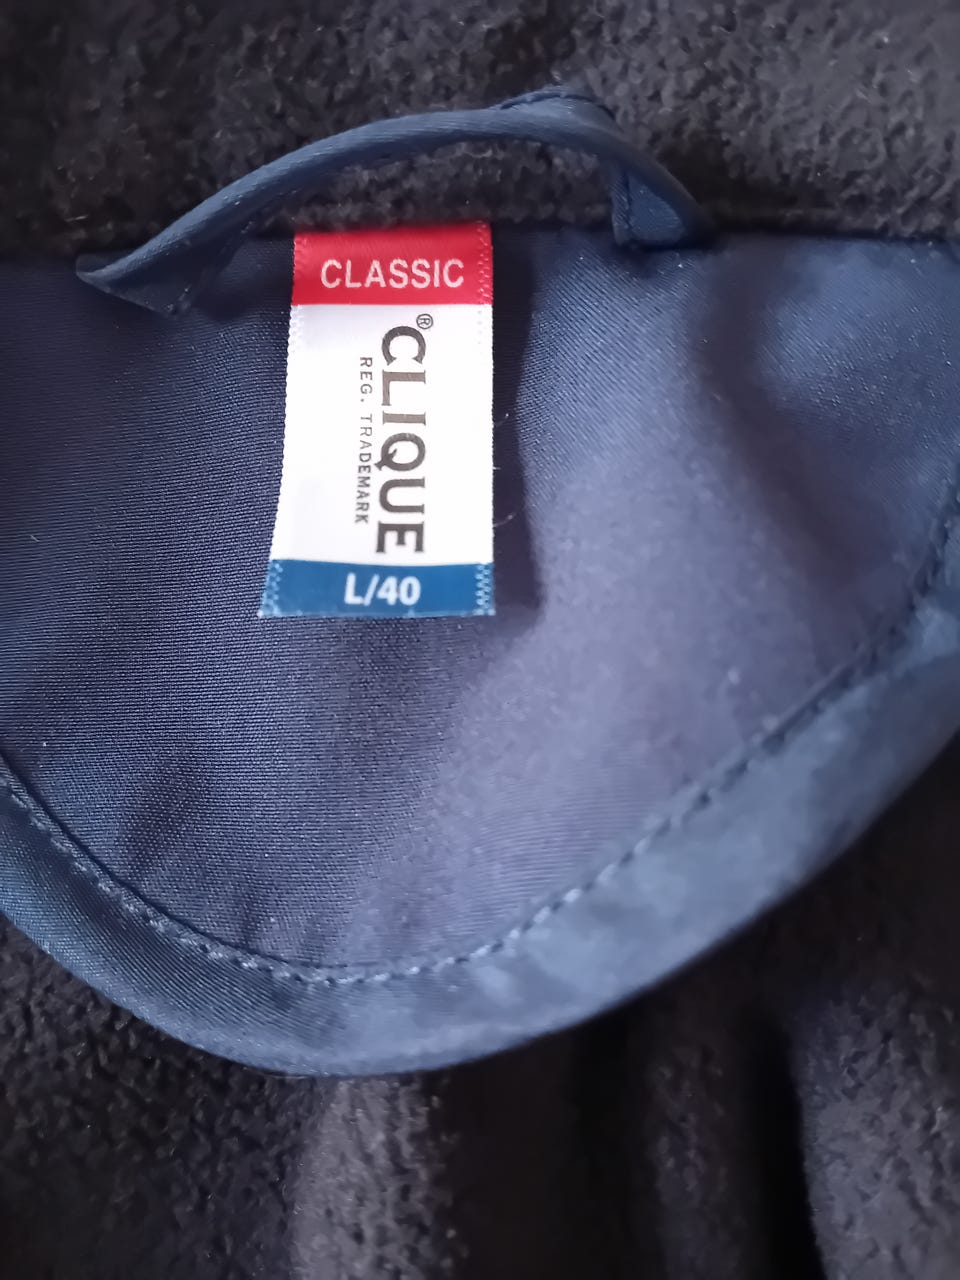 CLASSIC
CLIQUE®
REG. TRADEMARK
L/40